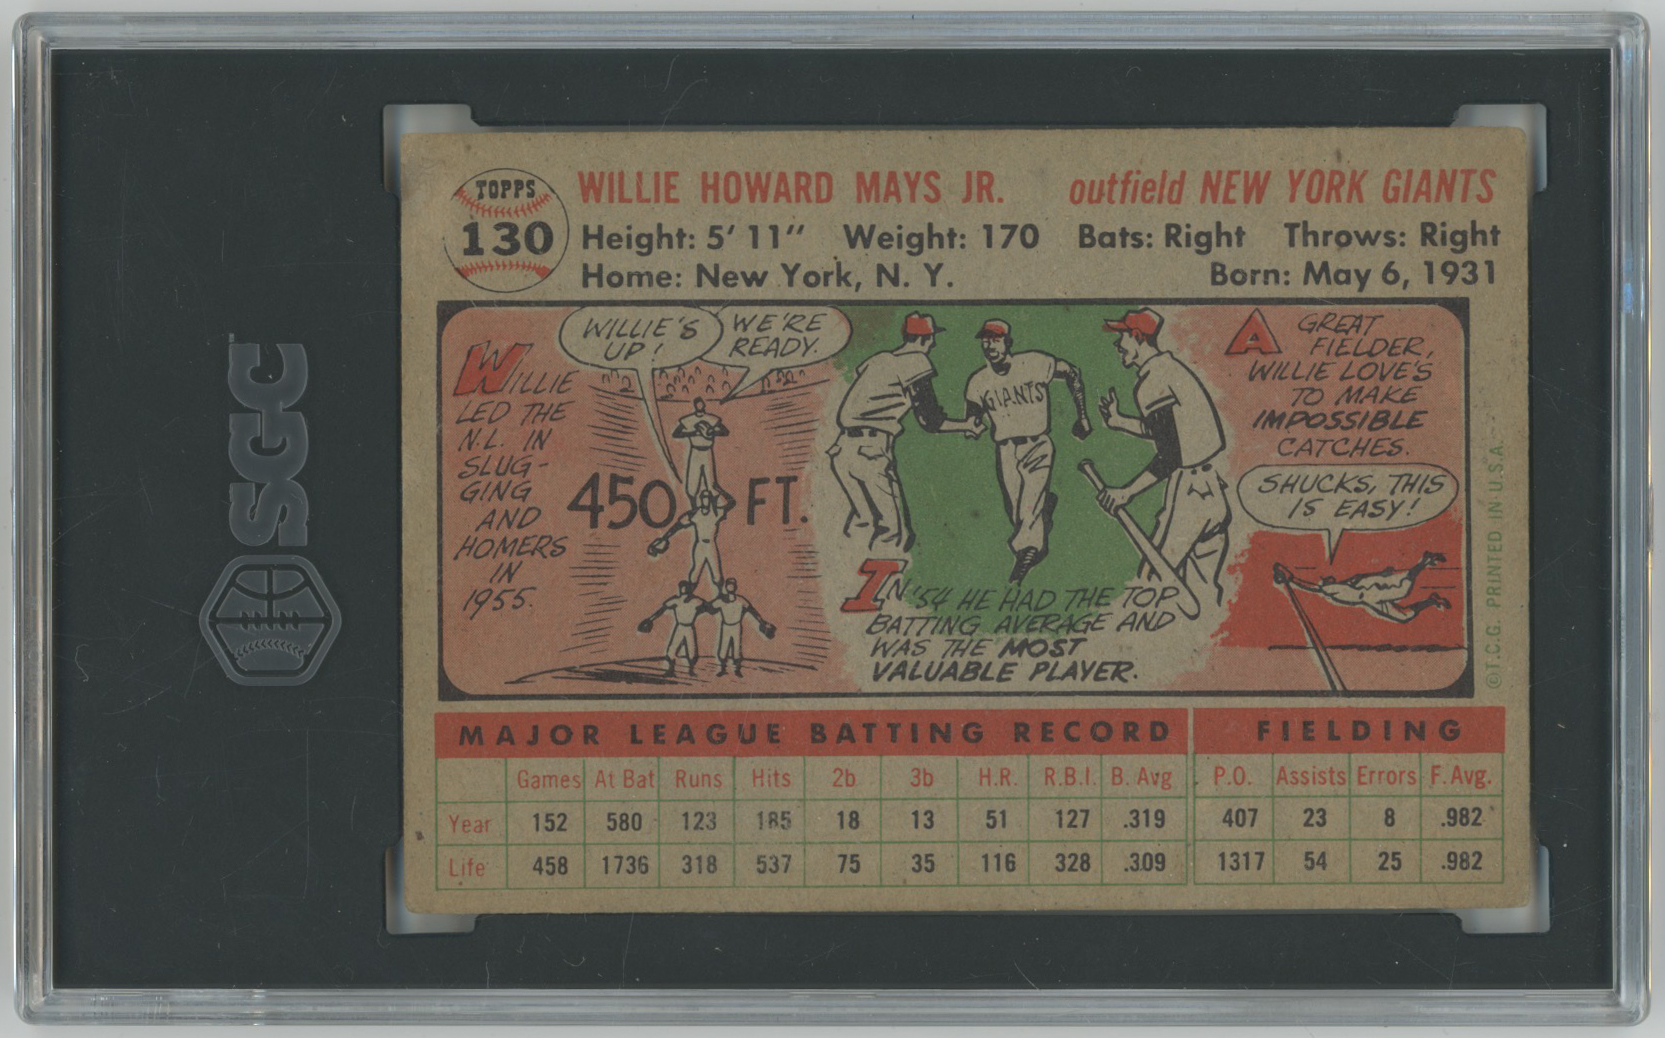 SGC
TOPPS
130
WILLIE HOWARD MAYS JR. outfield NEW YORK GIANTS
Height: 5' 11" Weight: 170 Bats: Right Throws: Right
Home: New York, N. Y. Born: May 6, 1931
WILLIE
LED THE
N.L. IN
SLUG-
GING
AND
HOMERS
IN
1955.
WILLIE'S
UP!
WE'RE
READY.
450 FT.
GIANTS
IN '54 HE HAD THE TOP
BATTING AVERAGE AND
WAS THE MOST
VALUABLE PLAYER.
A GREAT
FIELDER,
WILLIE LOVE'S
TO MAKE
IMPOSSIBLE
CATCHES.
SHUCKS, THIS
IS EASY!
©T.C.G. PRINTED IN U.S.A.
MAJOR LEAGUE BATTING RECORD FIELDING
Games At Bat Runs Hits 2b 3b H.R. R.B.I. B. Avg P.O. Assists Errors F. Avg.
Year 152 580 123 185 18 13 51 127 .319 407 23 8 .982
Life 458 1736 318 537 75 35 116 328 .309 1317 54 25 .982